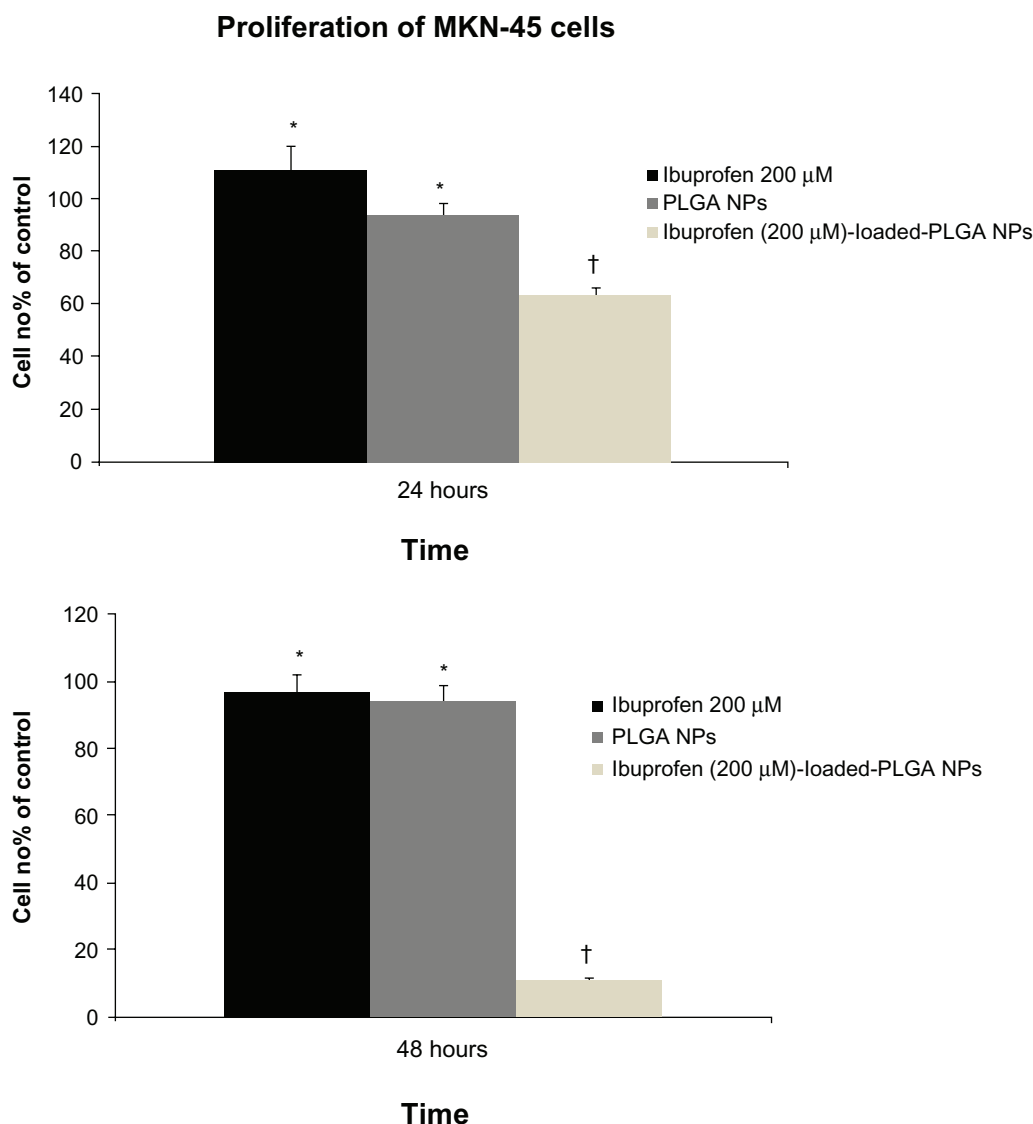 Proliferation of MKN-45 cells
140
120
100
80
60
40
20
0
Cell no% of control
*
*
†
Ibuprofen 200 μM
PLGA NPs
Ibuprofen (200 μM)-loaded-PLGA NPs
24 hours
Time
120
100
80
60
40
20
0
Cell no% of control
*
*
†
Ibuprofen 200 μM
PLGA NPs
Ibuprofen (200 μM)-loaded-PLGA NPs
48 hours
Time